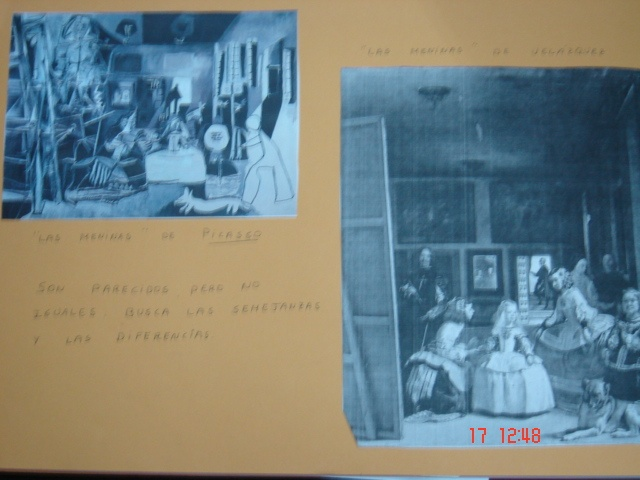 "LAS MENINAS" DE PICASSO
SON PARECIDOS PERO NO
IGUALES. BUSCA LAS SEMEJANZAS
Y LAS DIFERENCIAS
"LAS MENINAS" DE VELAZQUEZ
17 12:48